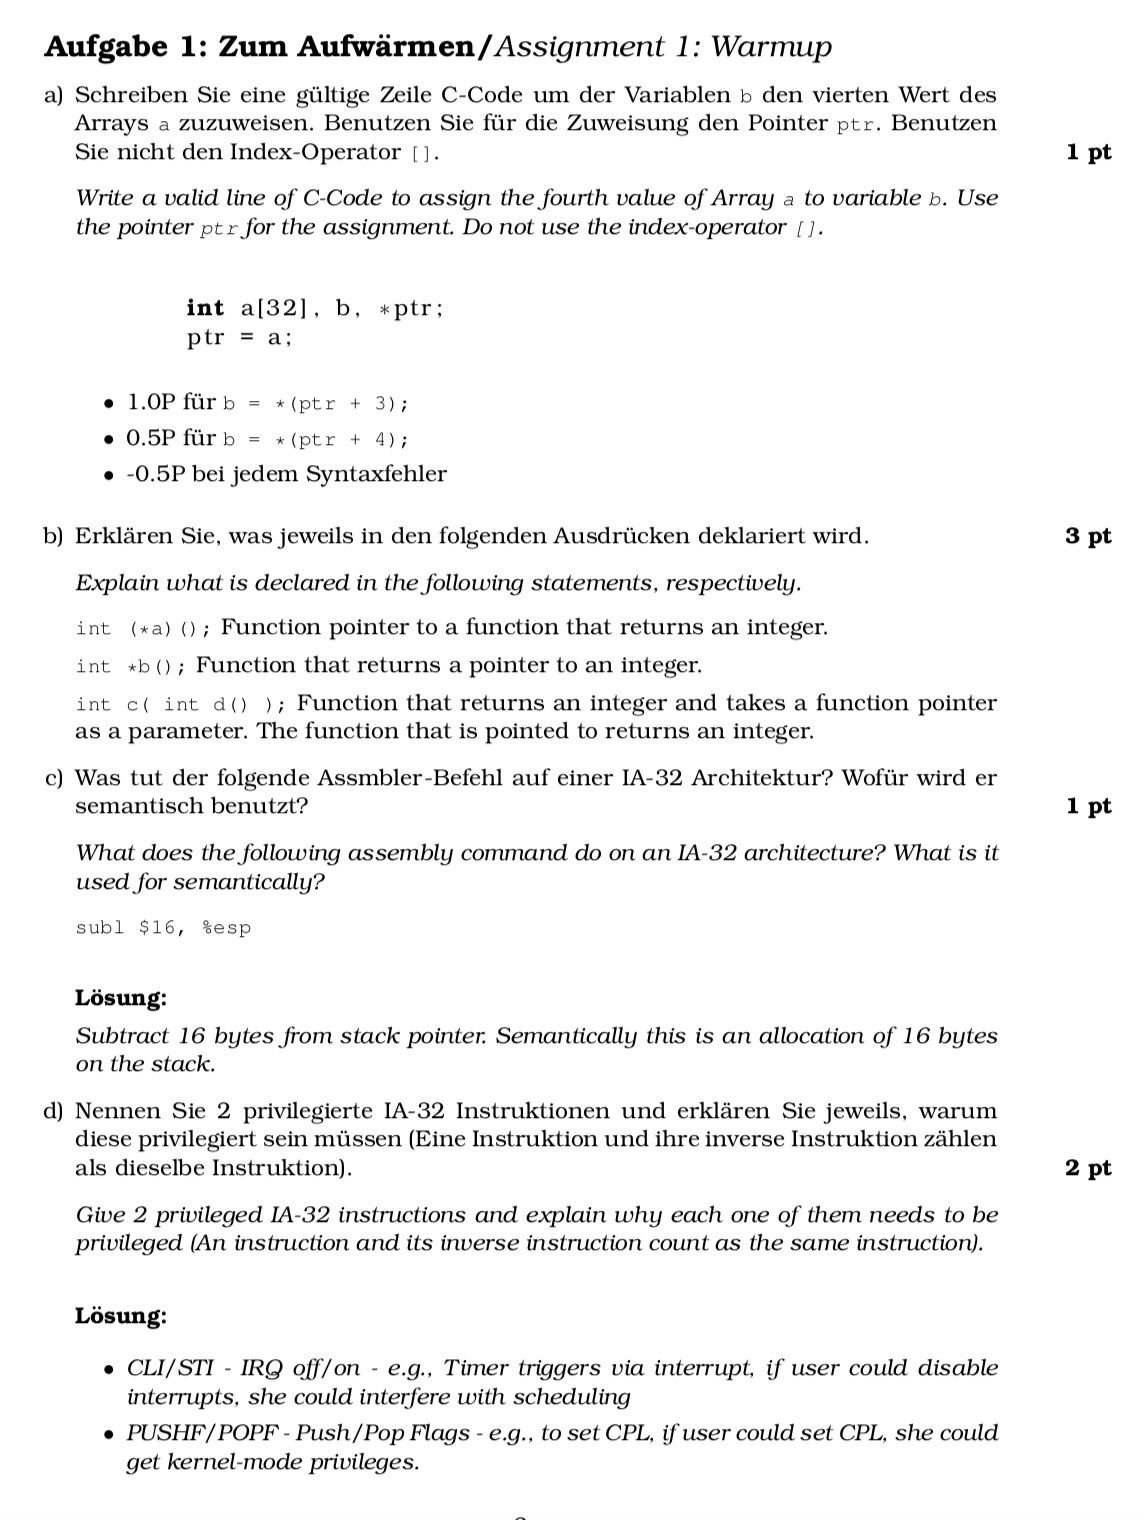 Aufgabe 1: Zum Aufwärmen/Assignment 1: Warmup
a) Schreiben Sie eine gültige Zeile C-Code um der Variablen b den vierten Wert des
Arrays a zuzuweisen. Benutzen Sie für die Zuweisung den Pointer ptr. Benutzen
Sie nicht den Index-Operator []. 1 pt
Write a valid line of C-Code to assign the fourth value of Array a to variable b. Use
the pointer ptr for the assignment. Do not use the index-operator [].
int a[32], b, *ptr;
ptr = a;
• 1.0P für b = *(ptr + 3);
• 0.5P für b = *(ptr + 4);
• -0.5P bei jedem Syntaxfehler
b) Erklären Sie, was jeweils in den folgenden Ausdrücken deklariert wird. 3 pt
Explain what is declared in the following statements, respectively.
int (*a)(); Function pointer to a function that returns an integer.
int *b(); Function that returns a pointer to an integer.
int c( int d() ); Function that returns an integer and takes a function pointer
as a parameter. The function that is pointed to returns an integer.
c) Was tut der folgende Assmbler-Befehl auf einer IA-32 Architektur? Wofür wird er
semantisch benutzt? 1 pt
What does the following assembly command do on an IA-32 architecture? What is it
used for semantically?
subl $16, %esp
Lösung:
Subtract 16 bytes from stack pointer. Semantically this is an allocation of 16 bytes
on the stack.
d) Nennen Sie 2 privilegierte IA-32 Instruktionen und erklären Sie jeweils, warum
diese privilegiert sein müssen (Eine Instruktion und ihre inverse Instruktion zählen
als dieselbe Instruktion). 2 pt
Give 2 privileged IA-32 instructions and explain why each one of them needs to be
privileged (An instruction and its inverse instruction count as the same instruction).
Lösung:
• CLI/STI - IRQ off/on - e.g., Timer triggers via interrupt, if user could disable
interrupts, she could interfere with scheduling
• PUSHF/POPF - Push/Pop Flags - e.g., to set CPL, if user could set CPL, she could
get kernel-mode privileges.